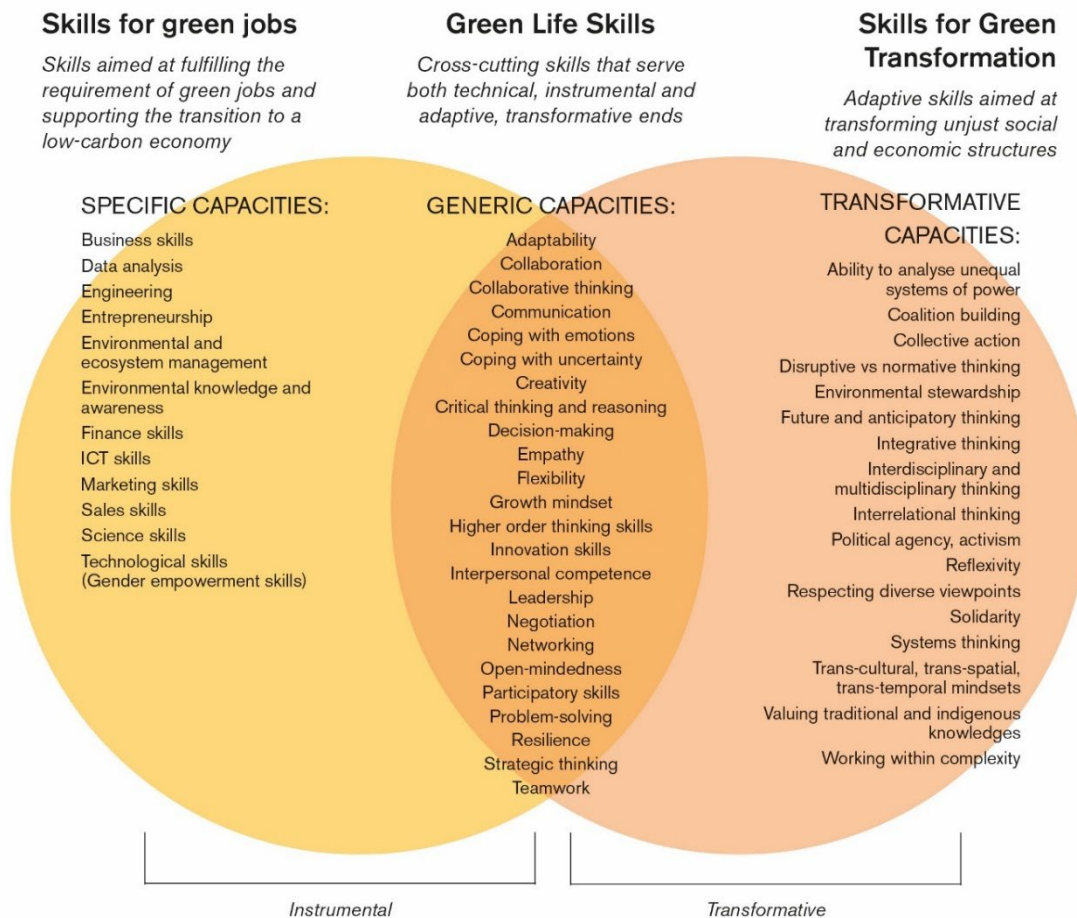 Skills for green jobs
Skills aimed at fulfilling the
requirement of green jobs and
supporting the transition to a
low-carbon economy
Green Life Skills
Cross-cutting skills that serve
both technical, instrumental and
adaptive, transformative ends
Skills for Green
Transformation
Adaptive skills aimed at
transforming unjust social
and economic structures
SPECIFIC CAPACITIES:
Business skills
Data analysis
Engineering
Entrepreneurship
Environmental and
ecosystem management
Environmental knowledge and
awareness
Finance skills
ICT skills
Marketing skills
Sales skills
Science skills
Technological skills
(Gender empowerment skills)
GENERIC CAPACITIES:
Adaptability
Collaboration
Collaborative thinking
Communication
Coping with emotions
Coping with uncertainty
Creativity
Critical thinking and reasoning
Decision-making
Empathy
Flexibility
Growth mindset
Higher order thinking skills
Innovation skills
Interpersonal competence
Leadership
Negotiation
Networking
Open-mindedness
Participatory skills
Problem-solving
Resilience
Strategic thinking
Teamwork
TRANSFORMATIVE
CAPACITIES:
Ability to analyse unequal
systems of power
Coalition building
Collective action
Disruptive vs normative thinking
Environmental stewardship
Future and anticipatory thinking
Integrative thinking
Interdisciplinary and
multidisciplinary thinking
Interrelational thinking
Political agency, activism
Reflexivity
Respecting diverse viewpoints
Solidarity
Systems thinking
Trans-cultural, trans-spatial,
trans-temporal mindsets
Valuing traditional and indigenous
knowledges
Working within complexity
Instrumental
Transformative